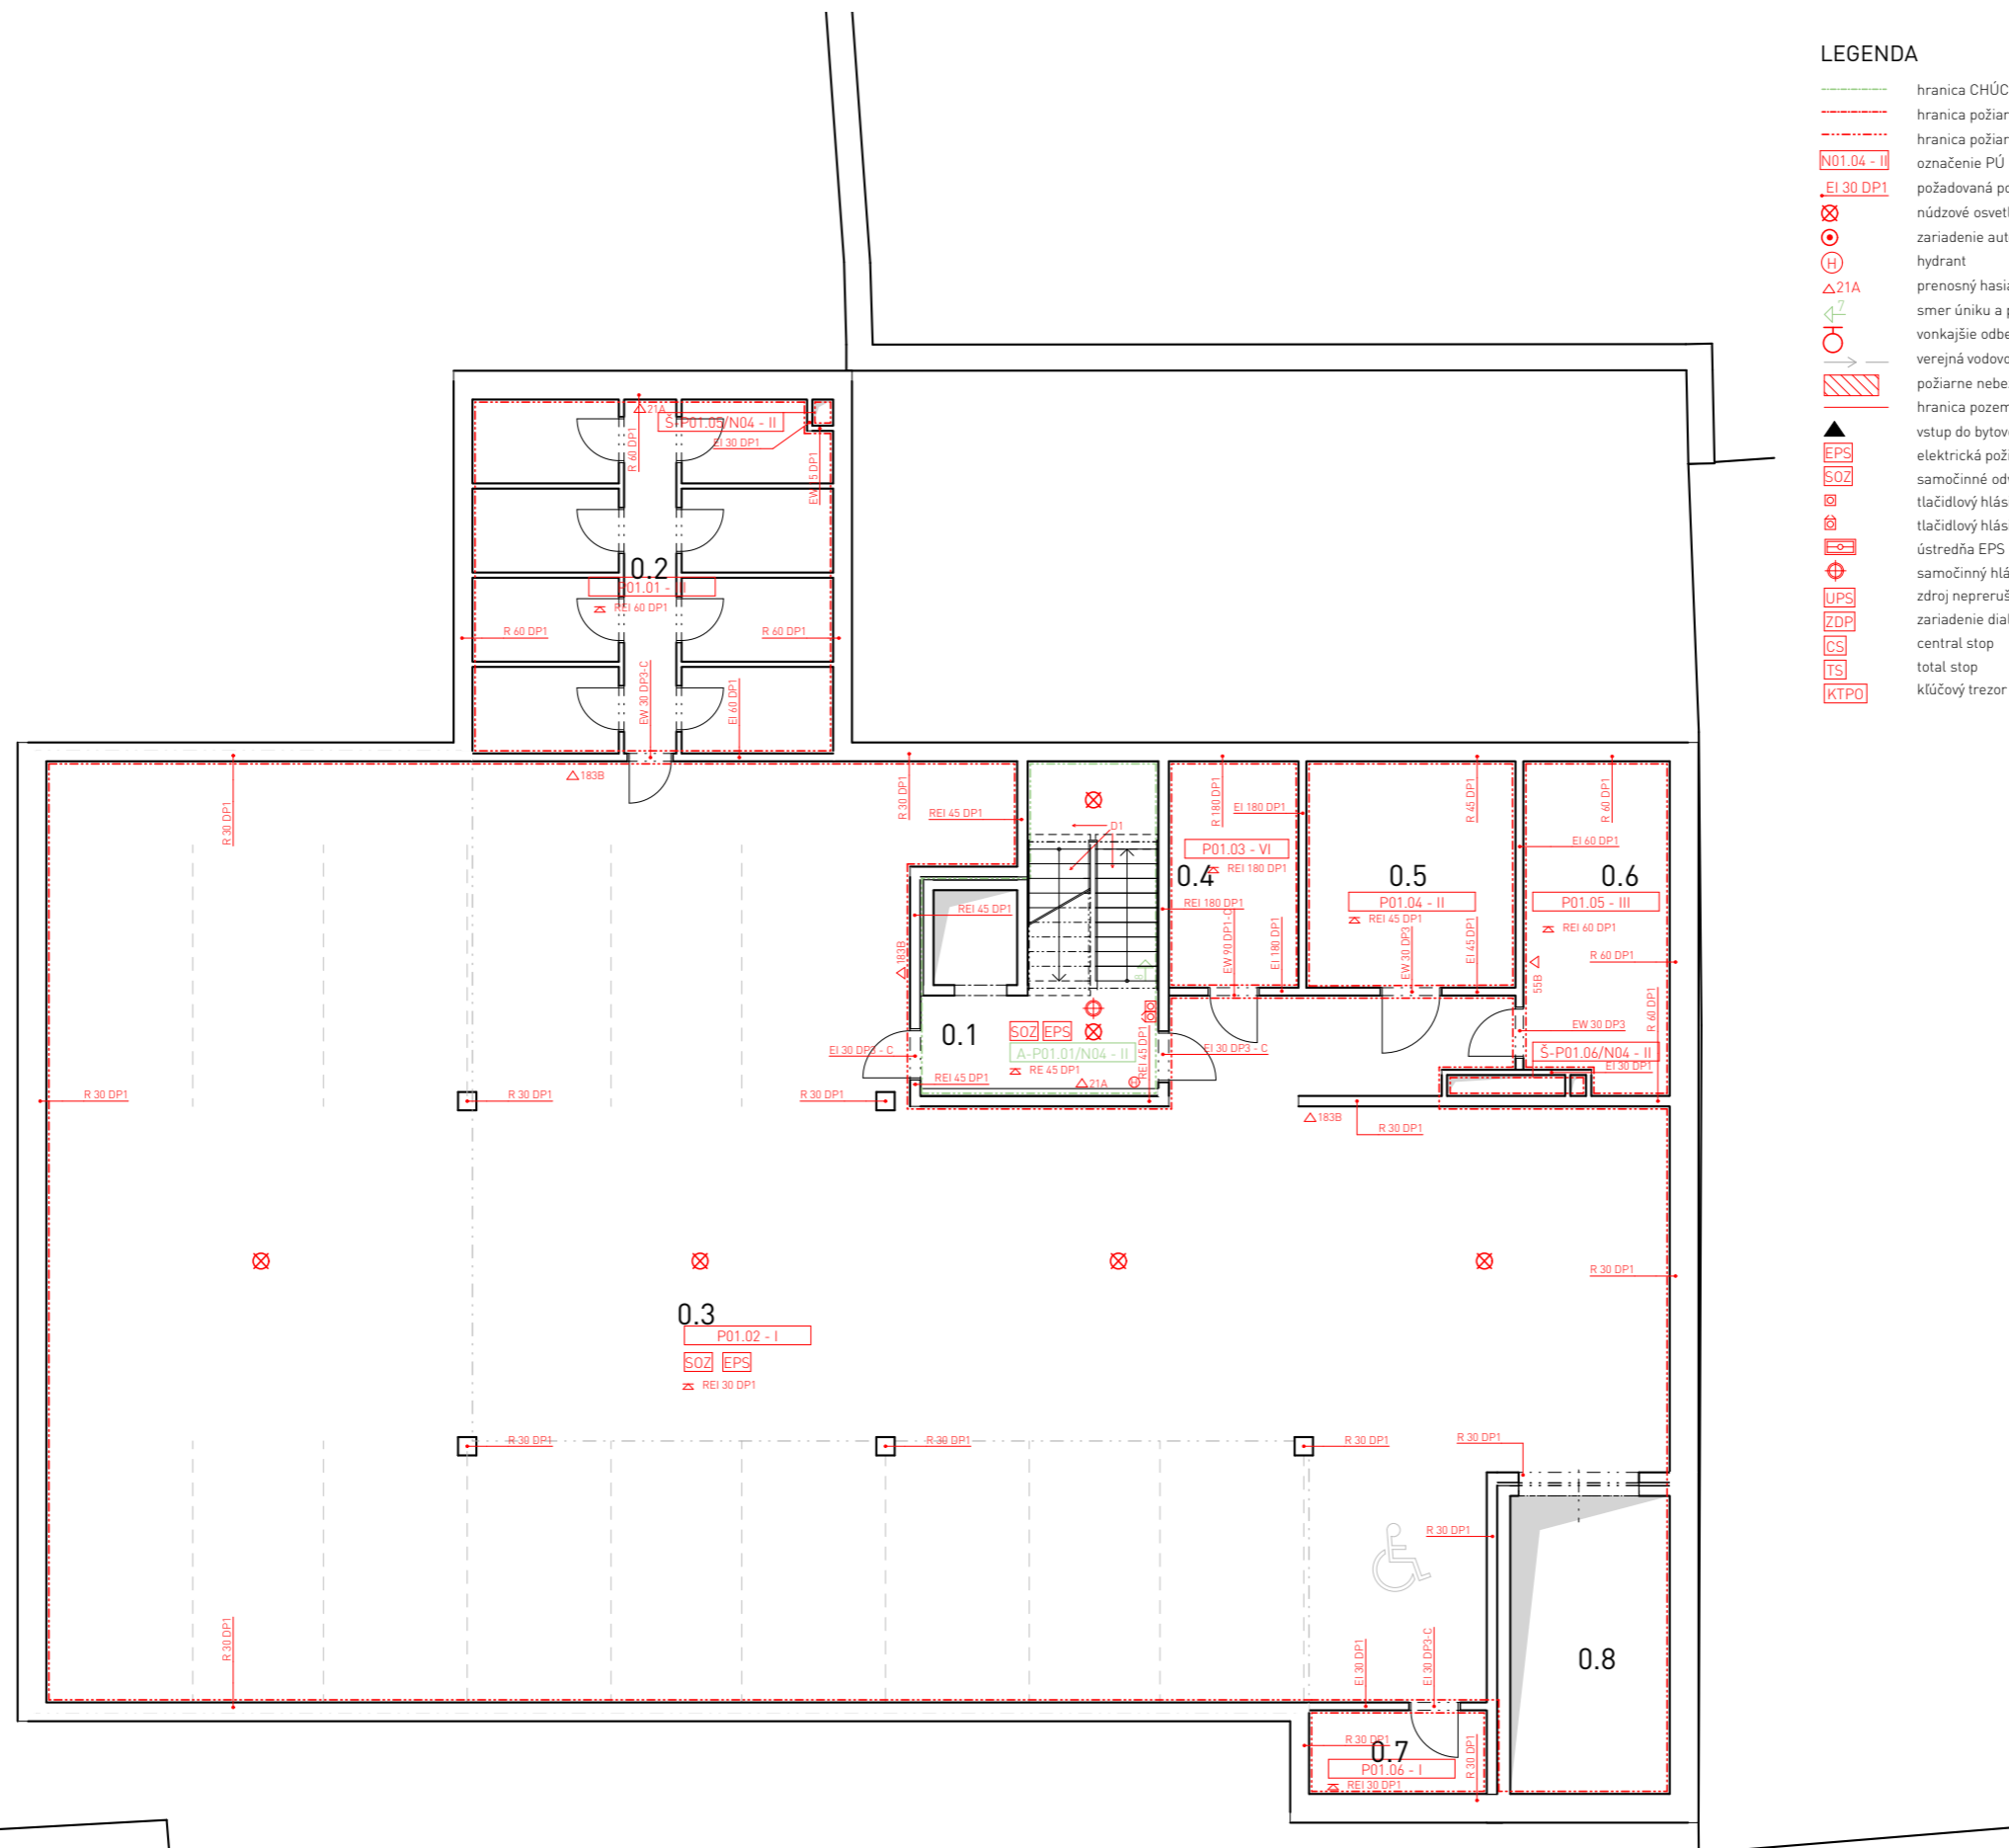 LEGENDA
hranica CHÚC
hranica požiar
hranica požiar
N01.04 - II
označenie PÚ
EI 30 DP1
požadovaná po
núdzové osvetl
zariadenie aut
H
hydrant
21A
prenosný hasia
7
smer úniku a p
vonkajšie odbe
verejná vodovo
požiarne nebez
hranica pozem
vstup do bytov
EPS
elektrická poži
SOZ
samočinné odv
tlačidlový hlás
tlačidlový hlás
ústredňa EPS
samočinný hlá
UPS
zdroj neprеruš
ZDP
zariadenie dial
CS
central stop
TS
total stop
KTPO
kľúčový trezor
21A
R 60 DP1
Š-P01.05/N04 - II
EI 30 DP1
0.2
REI 60 DP1
R 60 DP1
R 60 DP1
EW 30 DP3-C
EI 60 DP1
183B
R 30 DP1
R 30 DP1
REI 45 DP1
D1
R 180 DP1
EI 180 DP1
R 45 DP1
R 60 DP1
EI 60 DP1
P01.03 - VI
REI 180 DP1
0.4
0.5
0.6
P01.04 - II
REI 45 DP1
P01.05 - III
REI 60 DP1
REI 45 DP1
REI 180 DP1
EW 90 DP1-C
EI 180 DP1
EW 30 DP3
EI 45 DP1
R 60 DP1
183B
8
55B
R 60 DP1
0.1
SOZ
EPS
A-P01.01/N04 - II
RE 45 DP1
21A
H
REI 45 DP1
EI 30 DP3 - C
EI 30 DP3 - C
REI 45 DP1
EW 30 DP3
Š-P01.06/N04 - II
EI 30 DP1
R 30 DP1
R 30 DP1
R 30 DP1
183B
R 30 DP1
R 30 DP1
0.3
P01.02 - I
SOZ
EPS
REI 30 DP1
R 30 DP1
R 30 DP1
R 30 DP1
R 30 DP1
R 30 DP1
R 30 DP1
EI 30 DP1
EI 30 DP3-C
0.8
R 30 DP1
0.7
P01.06 - I
REI 30 DP1
R 30 DP1